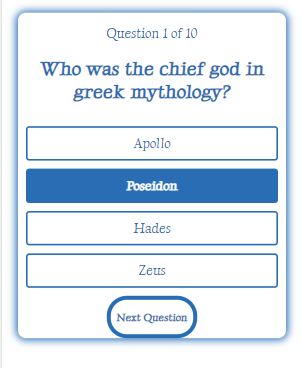 Question 1 of 10
Who was the chief god in
greek mythology?
Apollo
Poseidon
Hades
Zeus
Next Question